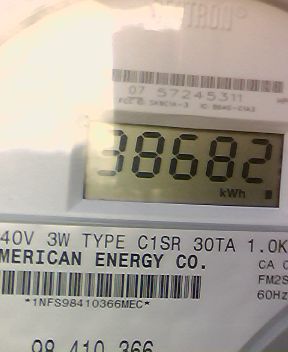 TRON®
07 57245311
38682
kWh
40V 3W TYPE C1SR 30TA 1.0K
MERICAN ENERGY CO.
CA 0
FM2S
60Hz
*1NFS98410366MEC*
98 410 366